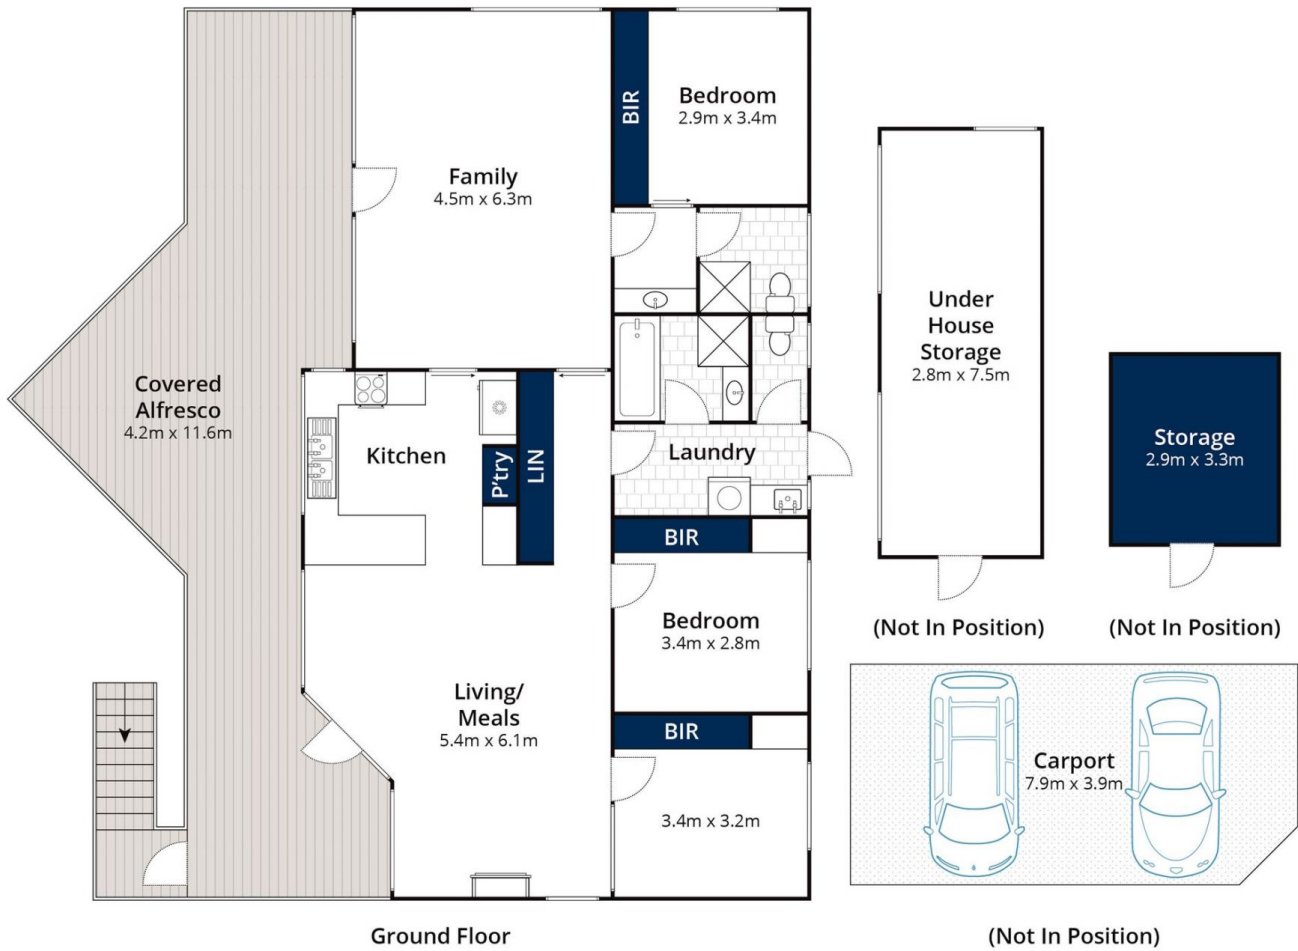 BIR
Bedroom
2.9m x 3.4m
Family
4.5m x 6.3m
Under
House
Storage
2.8m x 7.5m
Covered
Alfresco
4.2m x 11.6m
Kitchen
P'try
LIN
Laundry
Storage
2.9m x 3.3m
BIR
Bedroom
3.4m x 2.8m
(Not In Position)
(Not In Position)
Living/
Meals
5.4m x 6.1m
BIR
3.4m x 3.2m
Carport
7.9m x 3.9m
Ground Floor
(Not In Position)